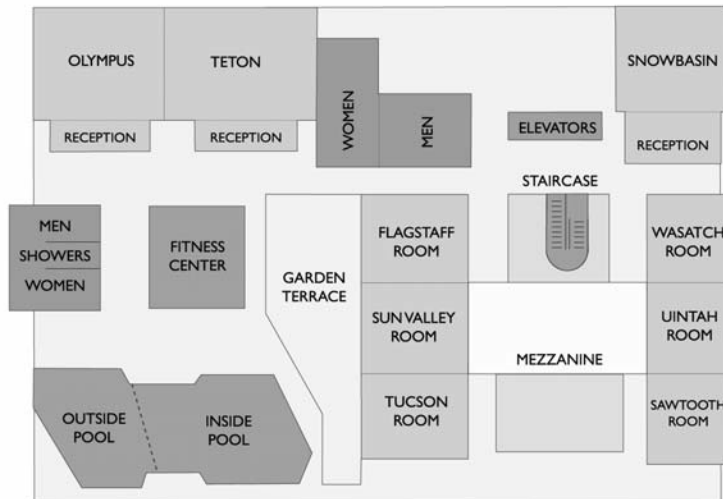 OLYMPUS
TETON
SNOWBASIN
RECEPTION
RECEPTION
RECEPTION
WOMEN
MEN
ELEVATORS
STAIRCASE
MEN
SHOWERS
WOMEN
FITNESS
CENTER
GARDEN
TERRACE
FLAGSTAFF
ROOM
WASATCH
ROOM
SUN VALLEY
ROOM
UINTAH
ROOM
MEZZANINE
TUCSON
ROOM
SAWTOOTH
ROOM
OUTSIDE
POOL
INSIDE
POOL